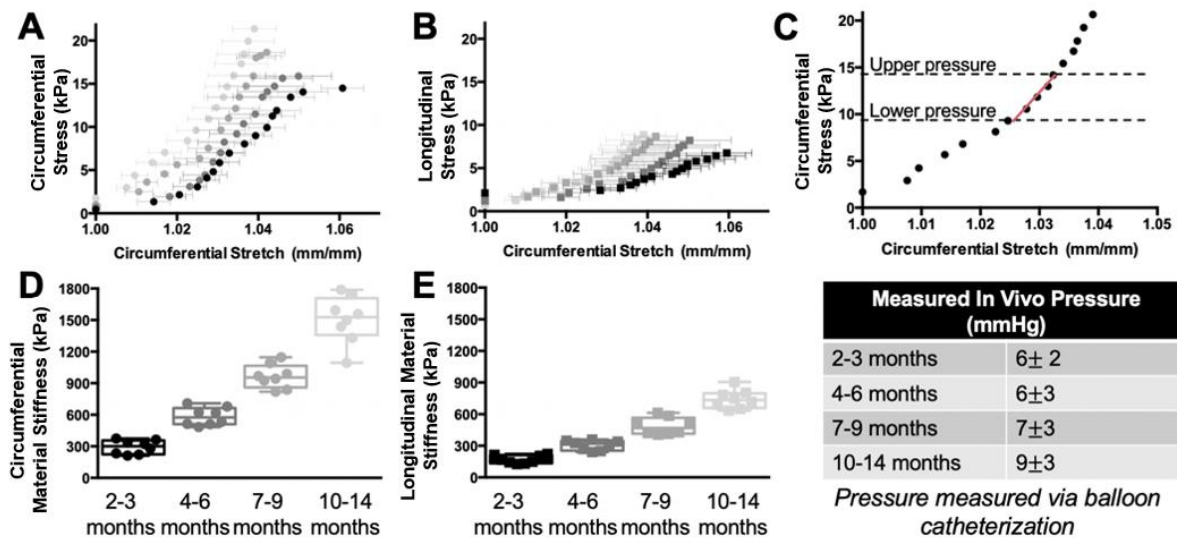 A
Circumferential
Stress (kPa)
20
15
10
5
0
1.00
1.02
1.04
1.06
Circumferential Stretch (mm/mm)
B
Longitudinal
Stress (kPa)
20
15
10
5
0
1.00
1.02
1.04
1.06
Circumferential Stretch (mm/mm)
C
Circumferential
Stress (kPa)
20
15
10
5
0
Upper pressure
Lower pressure
1.00
1.01
1.02
1.03
1.04
1.05
Circumferential Stretch (mm/mm)
D
Circumferential
Material Stiffness (kPa)
1800
1500
1200
900
600
300
0
2-3
months
4-6
months
7-9
months
10-14
months
E
Longitudinal Material
Stiffness (kPa)
1800
1500
1200
900
600
300
0
2-3
months
4-6
months
7-9
months
10-14
months
Measured In Vivo Pressure
(mmHg)
2-3 months 6± 2
4-6 months 6±3
7-9 months 7±3
10-14 months 9±3
Pressure measured via balloon
catheterization